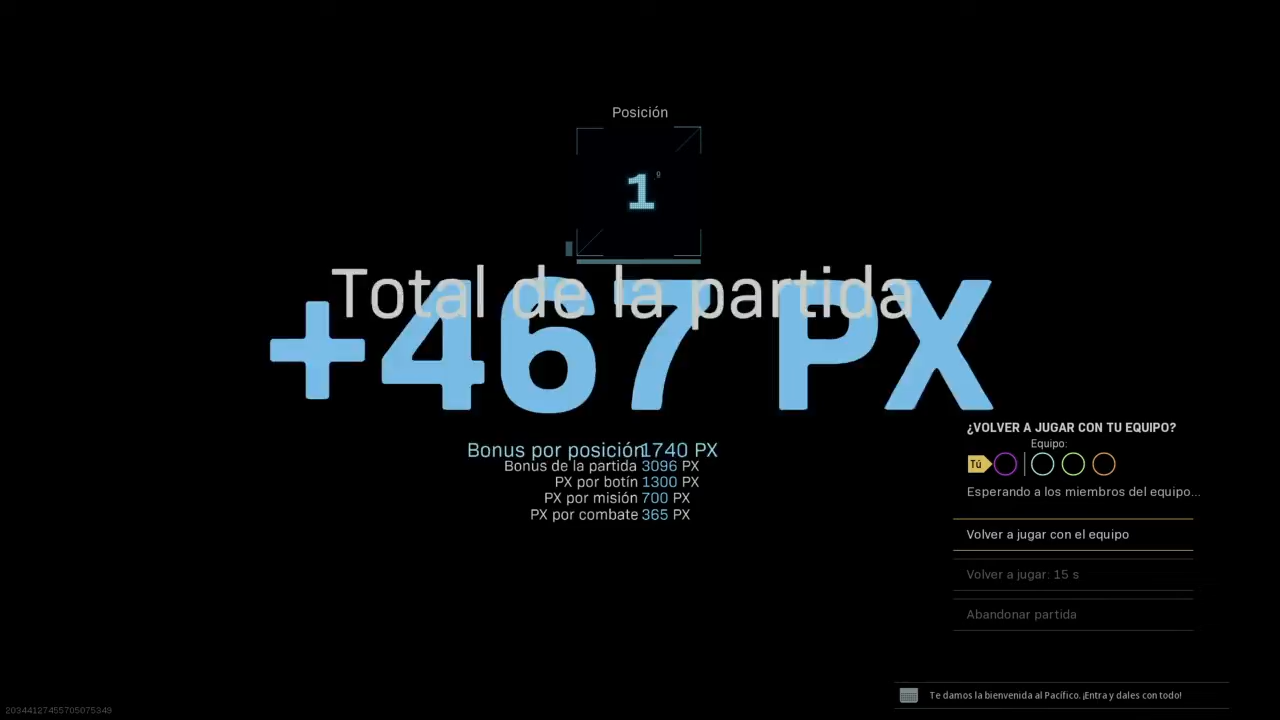 Posición
1º
Total de la partida
+467 PX
Bonus por posición 1740 PX
Bonus de la partida 3096 PX
PX por botín 1300 PX
PX por misión 700 PX
PX por combate 365 PX
¿VOLVER A JUGAR CON TU EQUIPO?
Equipo:
Tú
Esperando a los miembros del equipo...
Volver a jugar con el equipo
Volver a jugar: 15 s
Abandonar partida
Te damos la bienvenida al Pacífico. ¡Entra y dales con todo!
20344127455705075349